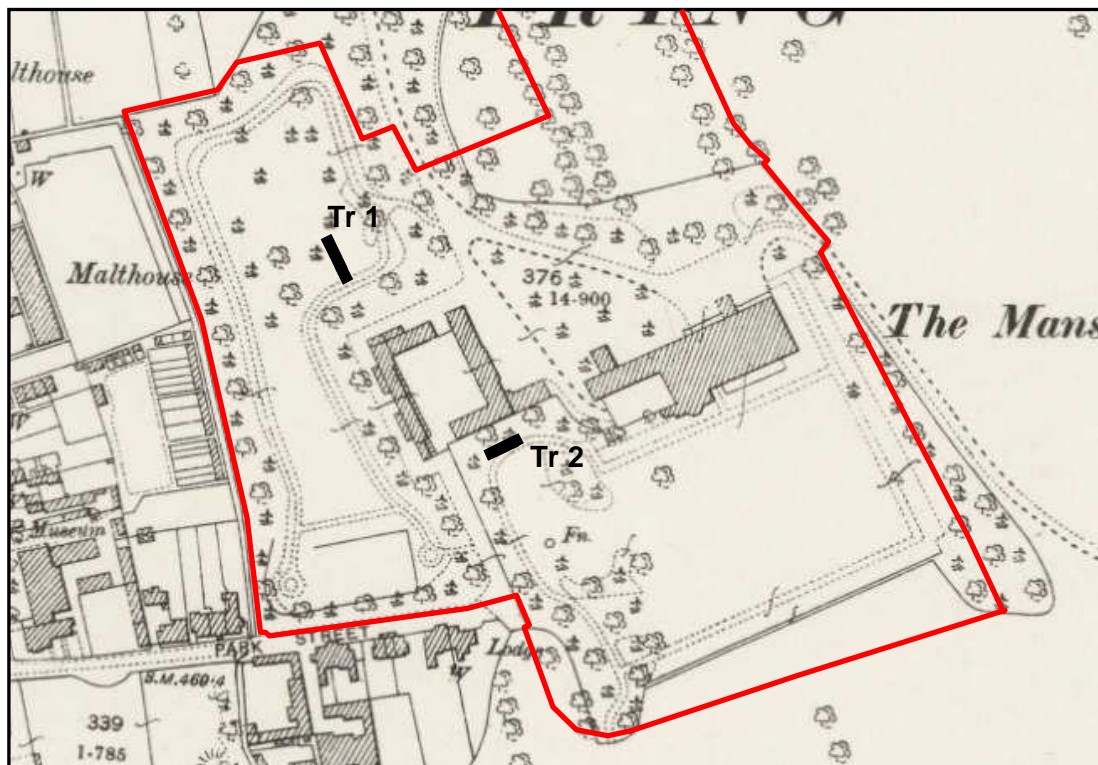 TRING
lthouse
W
Tr 1
Malthouse
376
14·900
The Mans
W
Tr 2
Museum
Fn.
STREET
PARK
Lodge
W
B.M.460·4
339
1·785